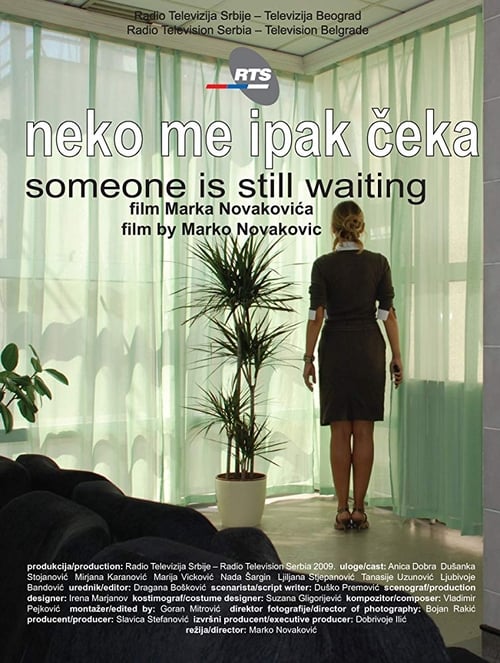 Radio Televizija Srbije – Televizija Beograd
Radio Television Serbia – Television Belgrade
RTS
neko me ipak čeka
someone is still waiting
film Marka Novakovića
film by Marko Novakovic
produkcija/production: Radio Televizija Srbije – Radio Television Serbia 2009. uloge/cast: Anica Dobra Dušanka
Stojanović Mirjana Karanović Marija Vicković Nada Šargin Ljiljana Stjepanović Tanasije Uzunović Ljubivoje
Bandović urednik/editor: Dragana Bošković scenarista/script writer: Duško Premović scenograf/production
designer: Irena Marjanov kostimograf/costume designer: Suzana Gligorijević kompozitor/composer: Vladimir
Pejković montažer/edited by: Goran Mitrović direktor fotografije/director of photography: Bojan Rakić
producent/producer: Slavica Stefanović izvršni producent/executive producer: Dobrivoje Ilić
režija/director: Marko Novaković